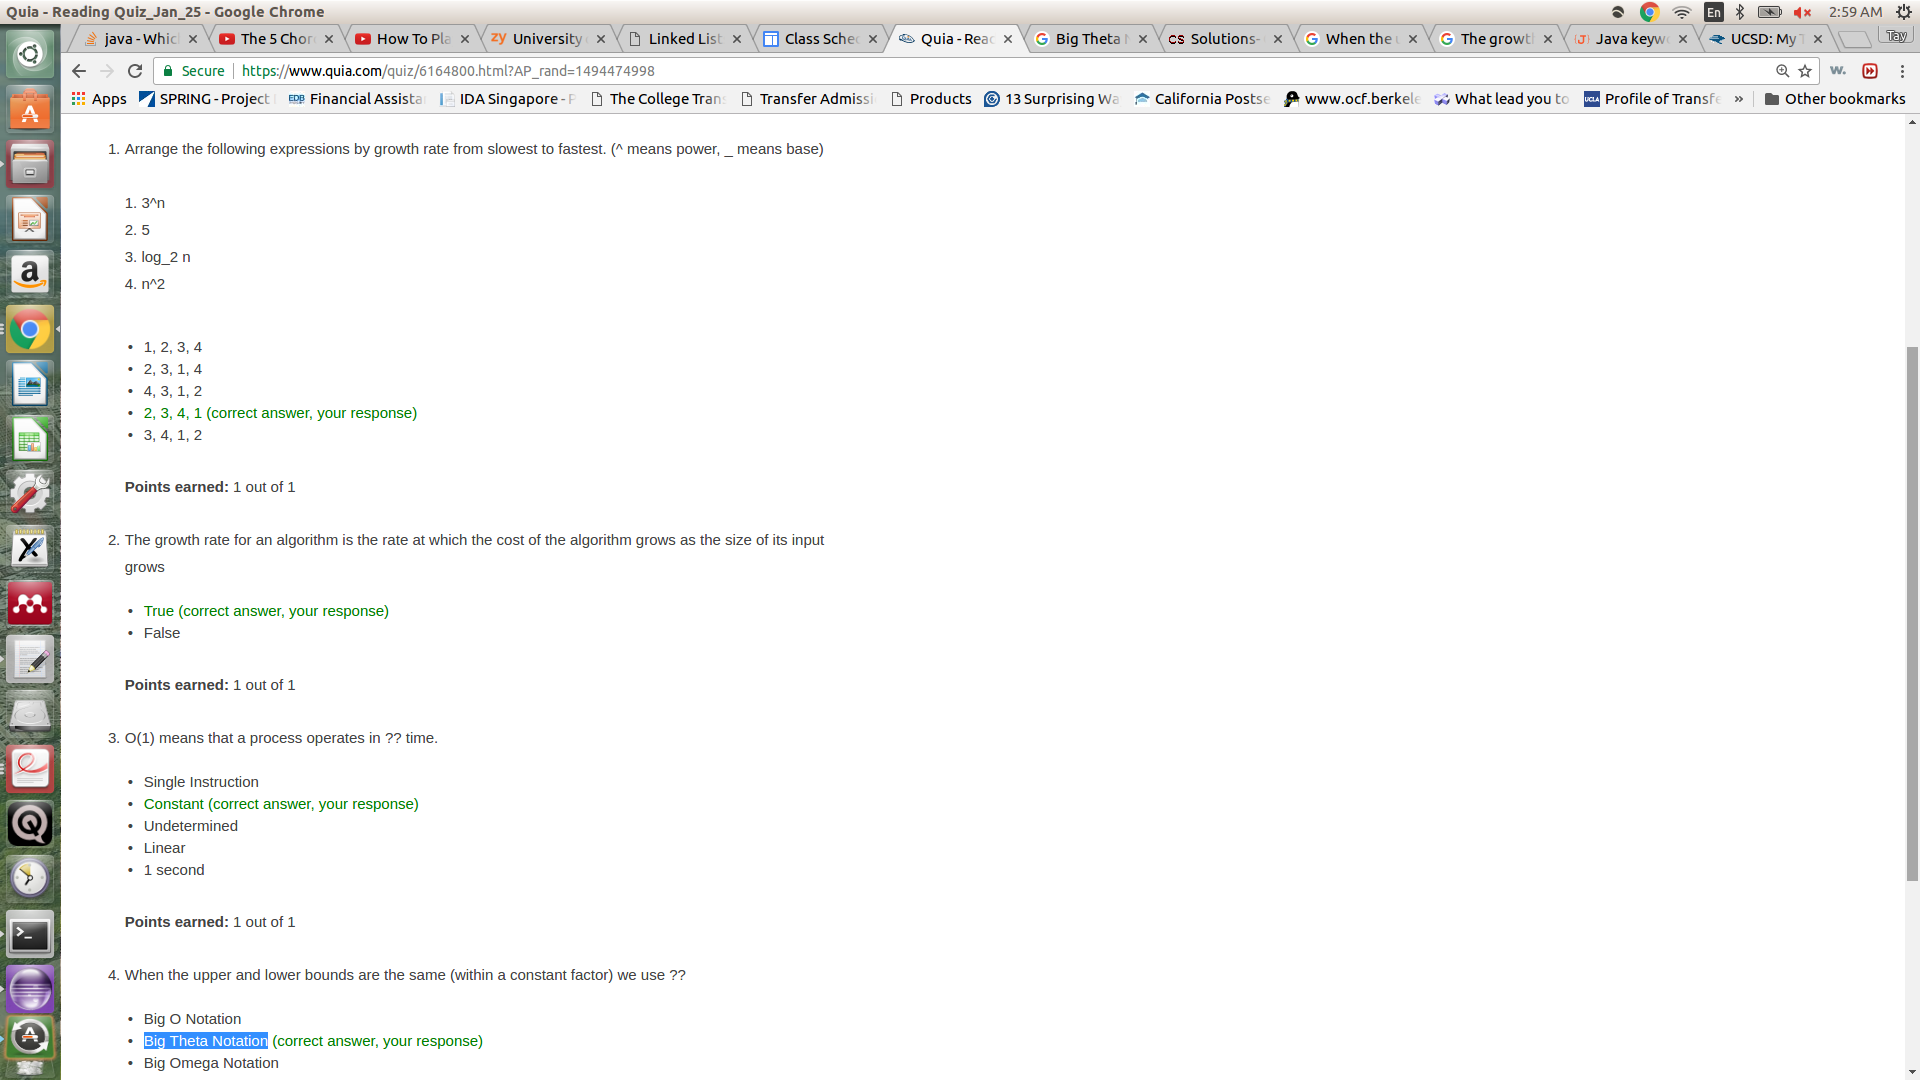 Quia - Reading Quiz_Jan_25 - Google Chrome
En
2:59 AM
java - Whic
The 5 Chor
How To Pla
zy University
Linked List
Class Sche
Quia - Read
Big Theta
cs Solutions-
When the
The growt
Java keyw
UCSD: My T
Tay
Secure https://www.quia.com/quiz/6164800.html?AP_rand=1494474998
w.
Apps
SPRING - Project
EDB Financial Assista
IDA Singapore - P
The College Tran
Transfer Admissi
Products
13 Surprising Wa
California Postse
www.ocf.berkele
What lead you to
UCLA Profile of Transfe
»
Other bookmarks
1. Arrange the following expressions by growth rate from slowest to fastest. (^ means power, _ means base)
1. 3^n
2. 5
3. log_2 n
4. n^2
• 1, 2, 3, 4
• 2, 3, 1, 4
• 4, 3, 1, 2
• 2, 3, 4, 1 (correct answer, your response)
• 3, 4, 1, 2
Points earned: 1 out of 1
2. The growth rate for an algorithm is the rate at which the cost of the algorithm grows as the size of its input
grows
• True (correct answer, your response)
• False
Points earned: 1 out of 1
3. O(1) means that a process operates in ?? time.
• Single Instruction
• Constant (correct answer, your response)
• Undetermined
• Linear
• 1 second
Points earned: 1 out of 1
4. When the upper and lower bounds are the same (within a constant factor) we use ??
• Big O Notation
• Big Theta Notation (correct answer, your response)
• Big Omega Notation